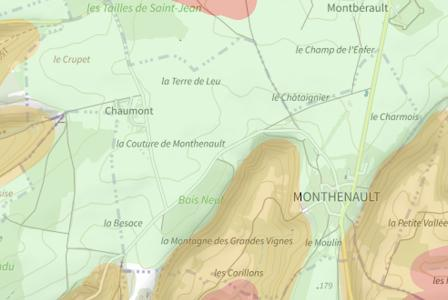 les Tailles de Saint-Jean
Montbérault
le Champ de l'Enfer
le Crupet
la Terre de Leu
le Châtaignier
Chaumont
le Charmois
la Couture de Monthenault
Bois Neuf
MONTHENAULT
la Besace
la Petite Vallée
la Montagne des Grandes Vignes
le Moulin
les Carillons
179